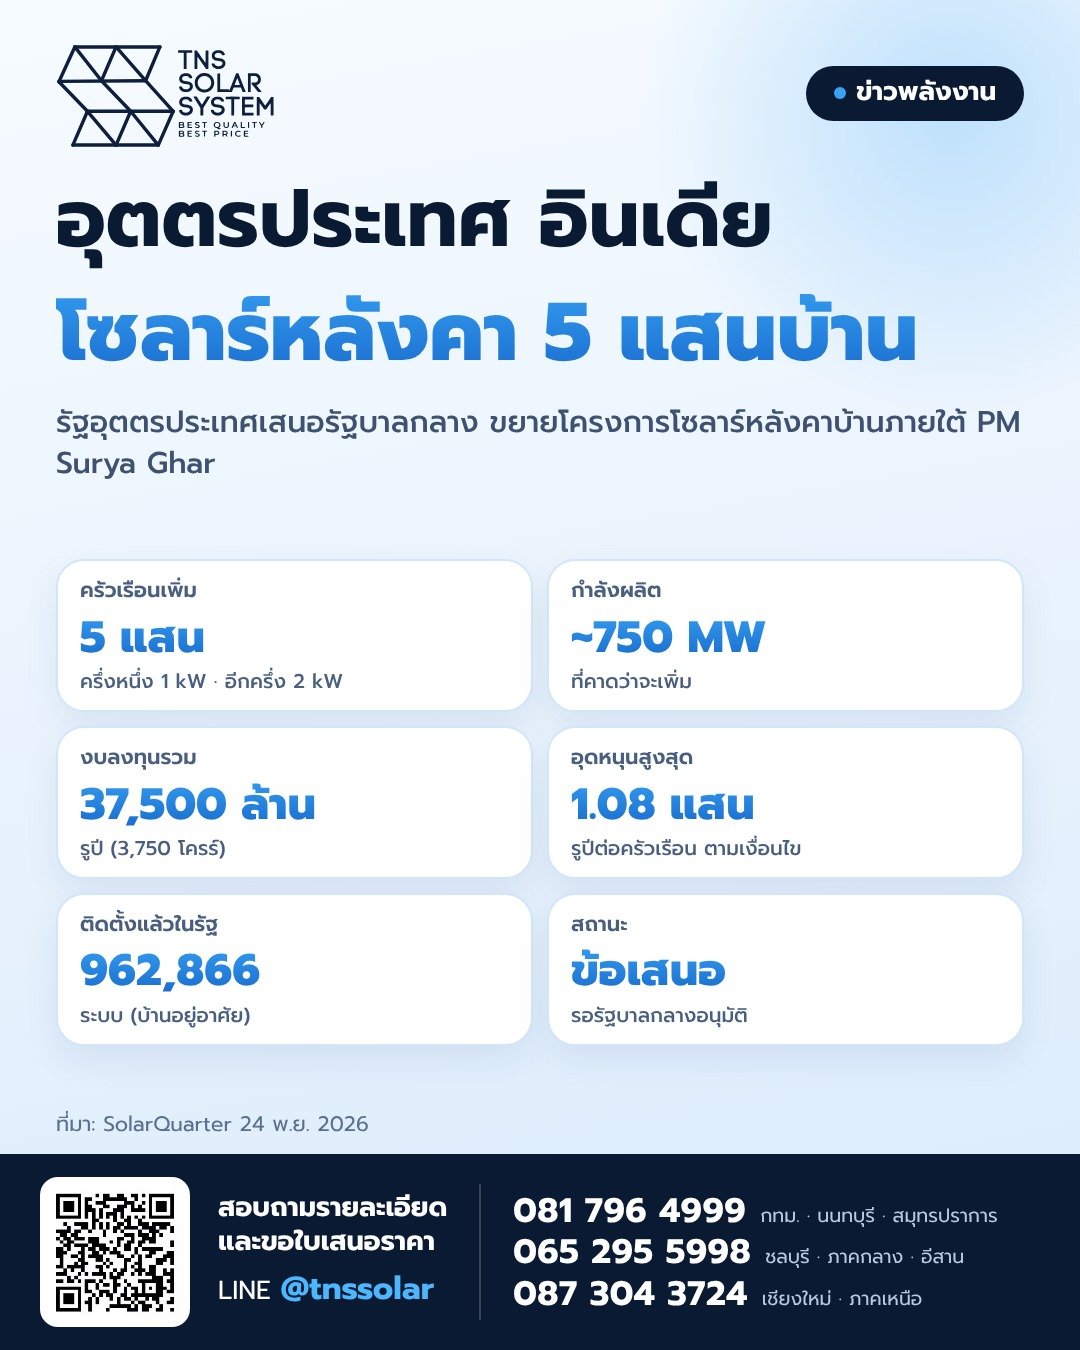 TNS
SOLAR
SYSTEM
BEST QUALITY
BEST PRICE
ข่าวพลังงาน
อุตตรประเทศ อินเดีย
โซลาร์หลังคา 5 แสนบ้าน
รัฐอุตตรประเทศเสนอรัฐบาลกลาง ขยายโครงการโซลาร์หลังคาบ้านภายใต้ PM
Surya Ghar
ครัวเรือนเพิ่ม
5 แสน
ครึ่งหนึ่ง 1 kW · อีกครึ่ง 2 kW
กำลังผลิต
~750 MW
ที่คาดว่าจะเพิ่ม
งบลงทุนรวม
37,500 ล้าน
รูปี (3,750 โครร์)
อุดหนุนสูงสุด
1.08 แสน
รูปีต่อครัวเรือน ตามเงื่อนไข
ติดตั้งแล้วในรัฐ
962,866
ระบบ (บ้านอยู่อาศัย)
สถานะ
ข้อเสนอ
รอรัฐบาลกลางอนุมัติ
ที่มา: SolarQuarter 24 พ.ย. 2026
สอบถามรายละเอียด
และขอใบเสนอราคา
LINE @tnssolar
081 796 4999 กทม. · นนทบุรี · สมุทรปราการ
065 295 5998 ชลบุรี · ภาคกลาง · อีสาน
087 304 3724 เชียงใหม่ · ภาคเหนือ